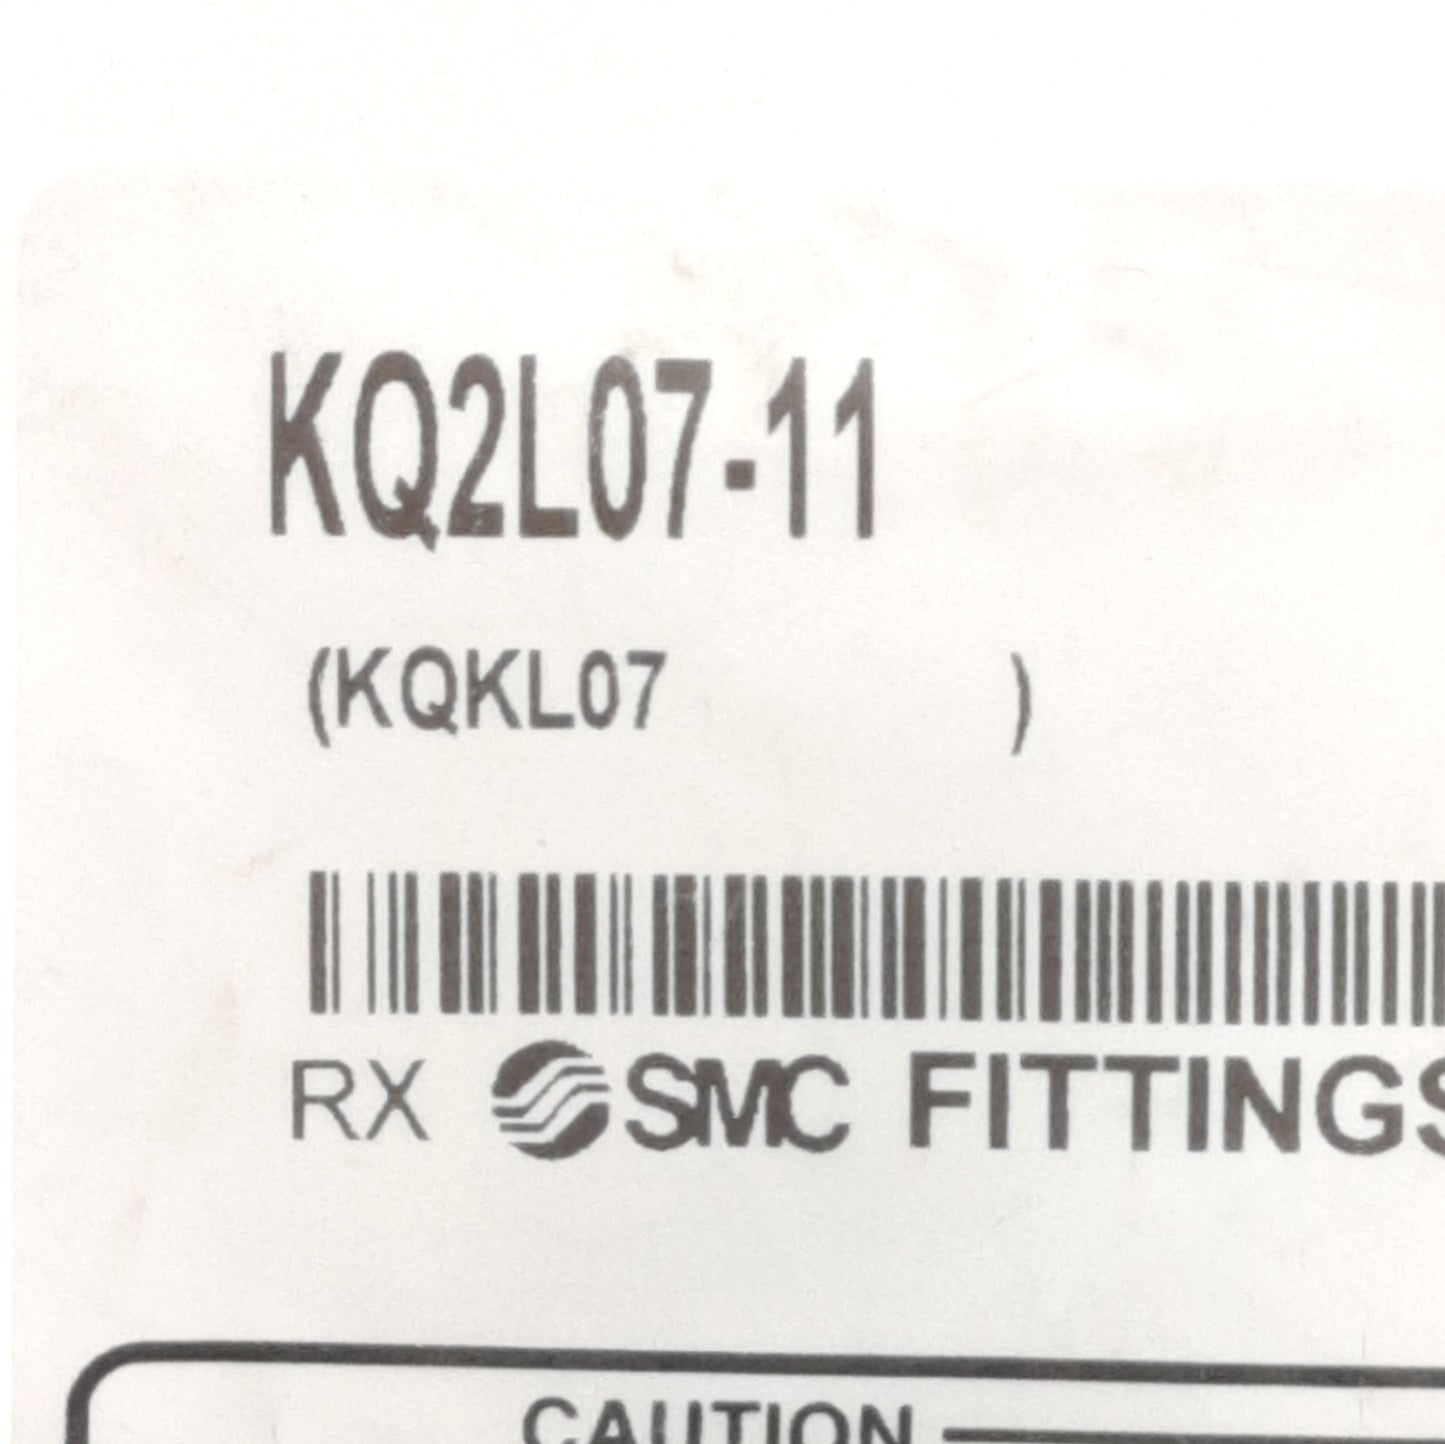 KQ2L07-11
(KQKL07 )
RX SMC FITTINGS
CAUTION